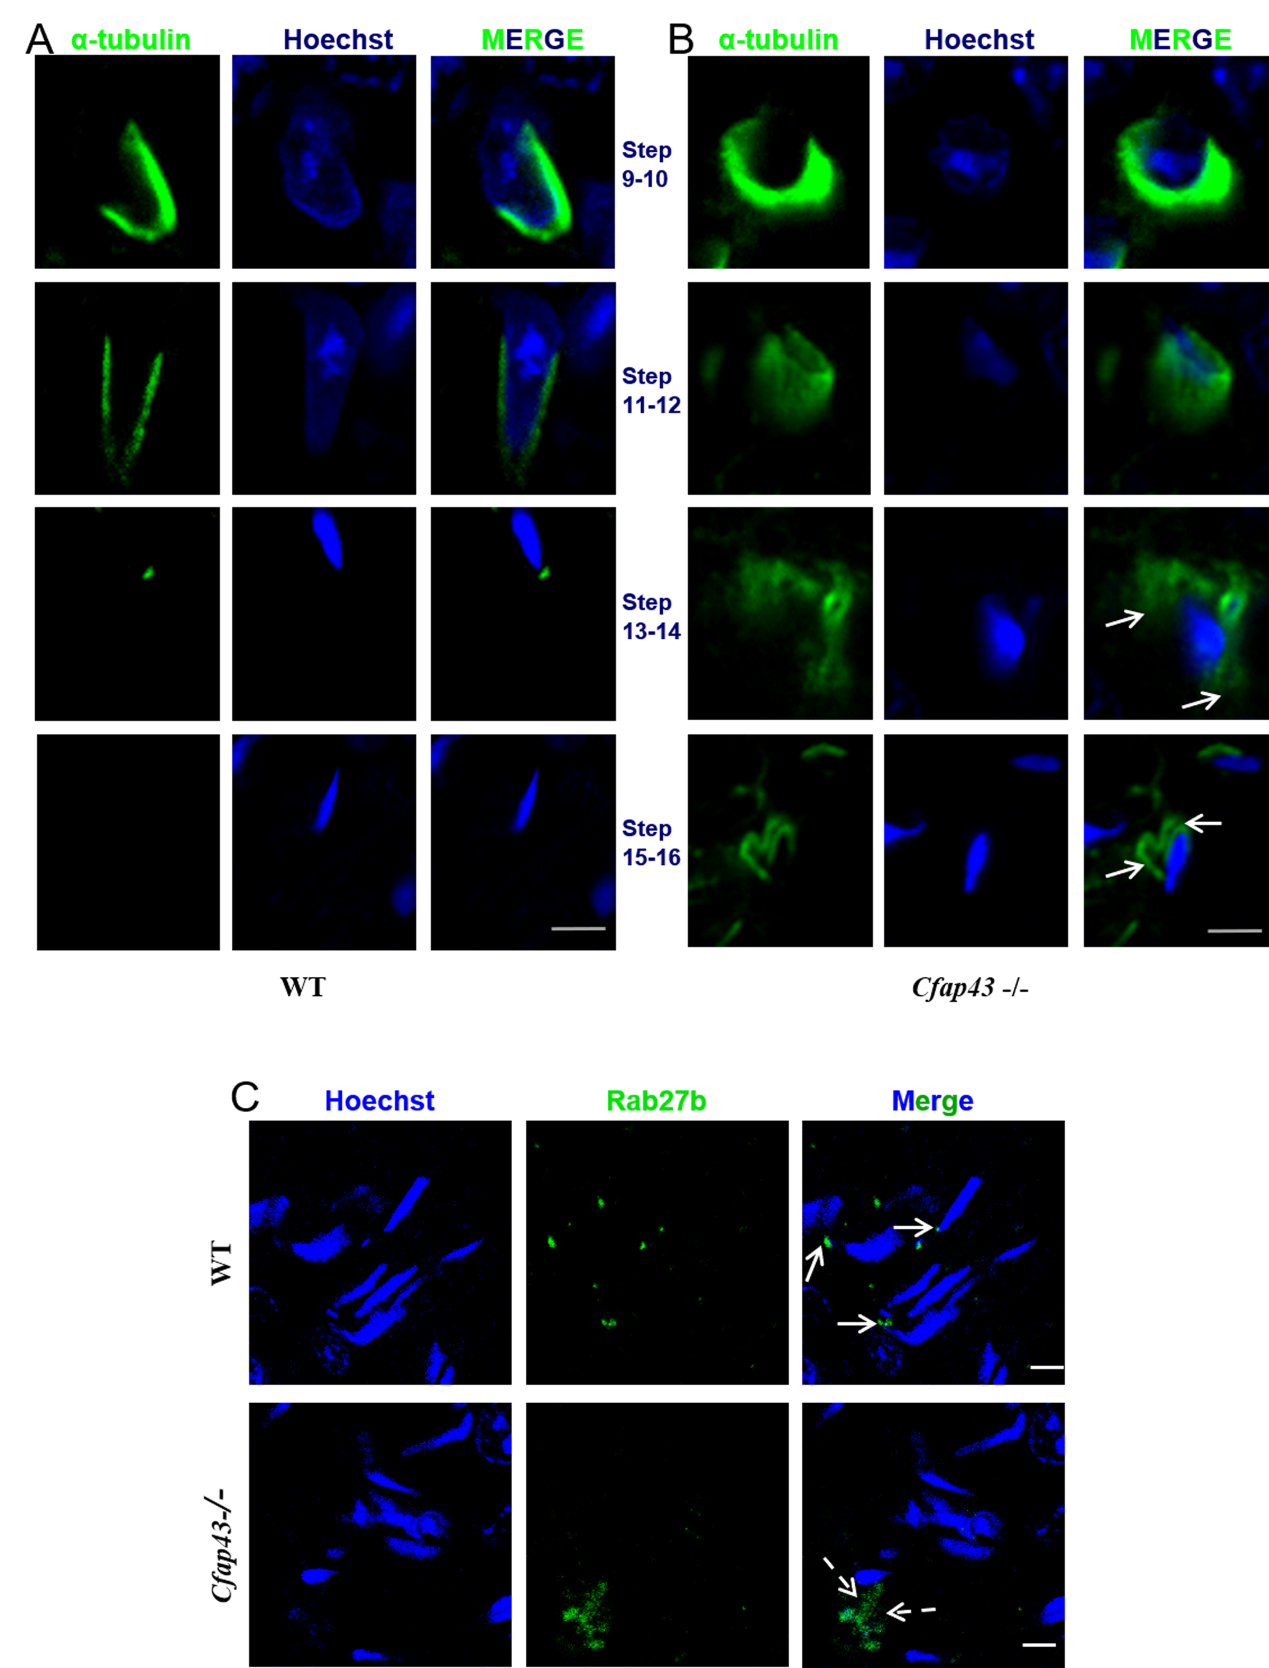 A α-tubulin Hoechst MERGE B α-tubulin Hoechst MERGE
Step
9-10
Step
11-12
Step
13-14
Step
15-16
WT Cfap43 -/-
C Hoechst Rab27b Merge
WT
Cfap43-/-